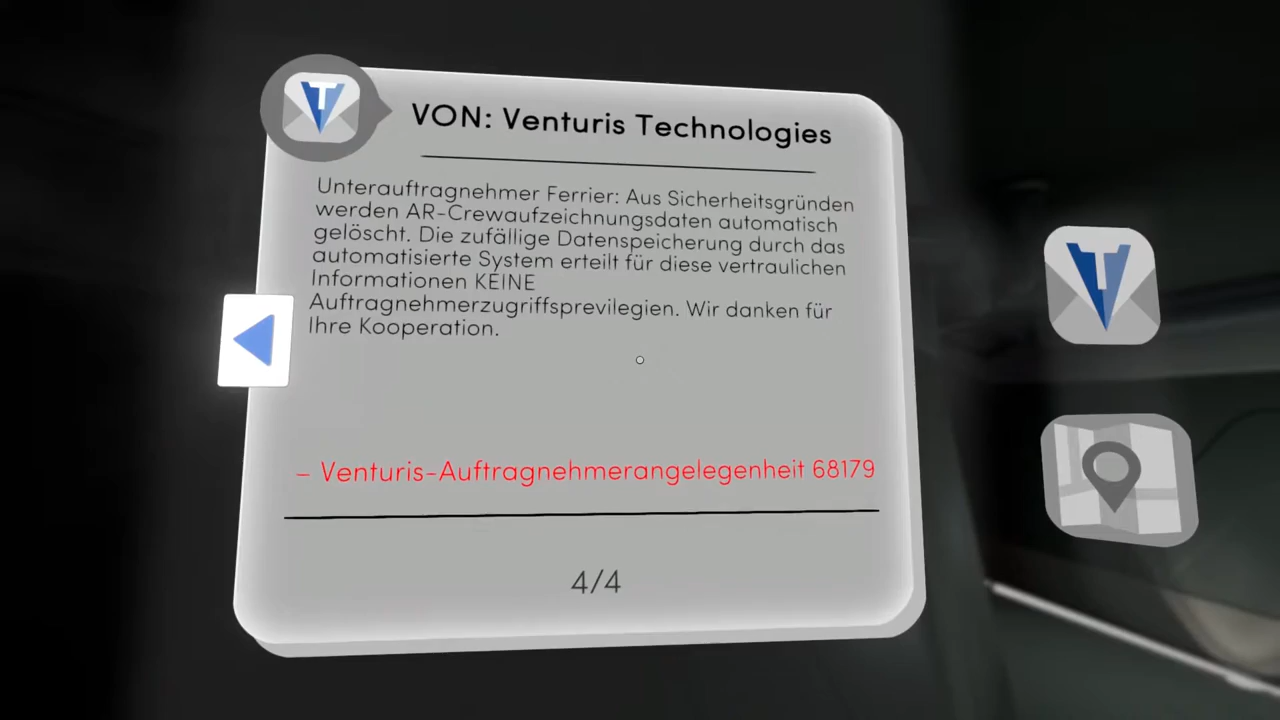 VON: Venturis Technologies
Unterauftragnehmer Ferrier: Aus Sicherheitsgründen
werden AR-Crewaufzeichnungsdaten automatisch
gelöscht. Die zufällige Datenspeicherung durch das
automatisierte System erteilt für diese vertraulichen
Informationen KEINE
Auftragnehmerzugriffsprevilegien. Wir danken für
Ihre Kooperation.
– Venturis-Auftragnehmerangelegenheit 68179
4/4